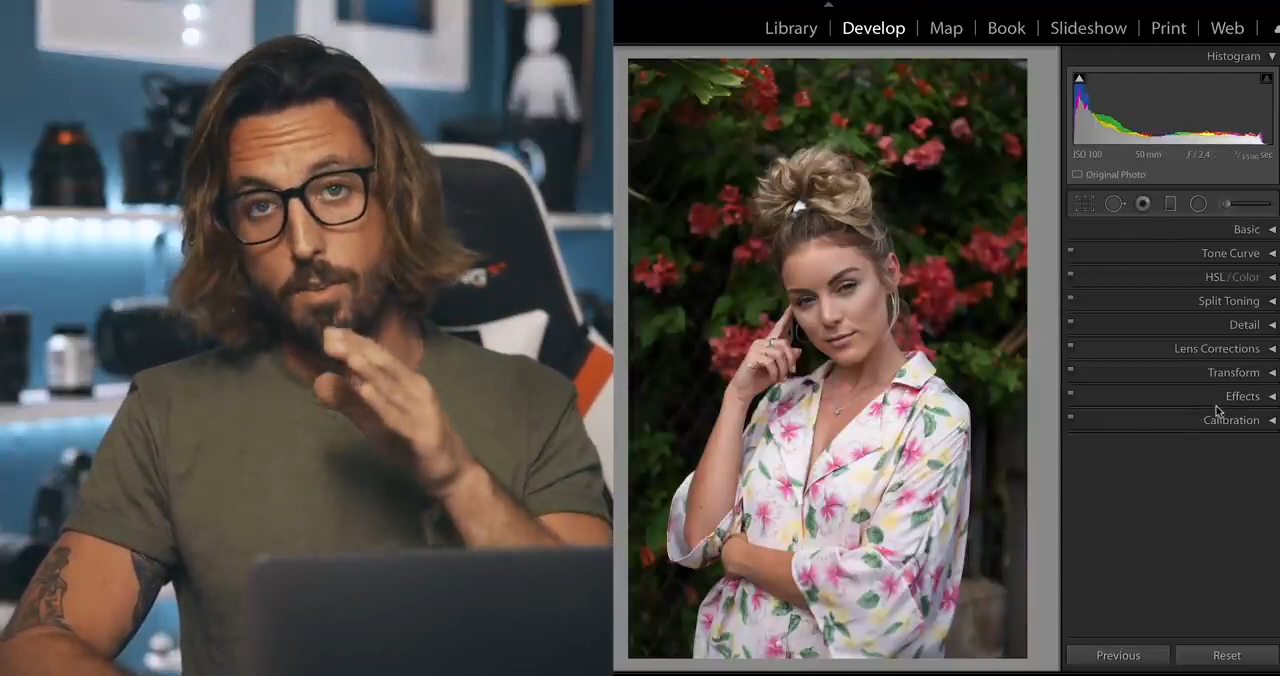 Library | Develop | Map | Book | Slideshow | Print | Web |
Histogram
ISO 100 50 mm ƒ / 2.4
Original Photo
Basic
Tone Curve
HSL / Color
Split Toning
Detail
Lens Corrections
Transform
Effects
Calibration
Previous Reset